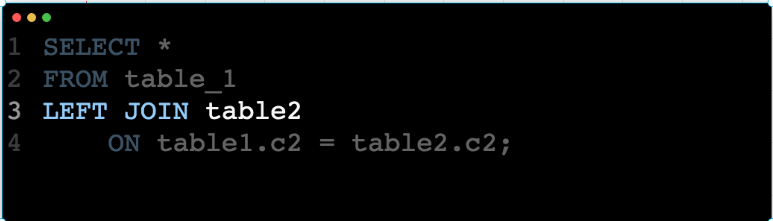 1 SELECT *
2 FROM table_1
3 LEFT JOIN table2
4     ON table1.c2 = table2.c2;